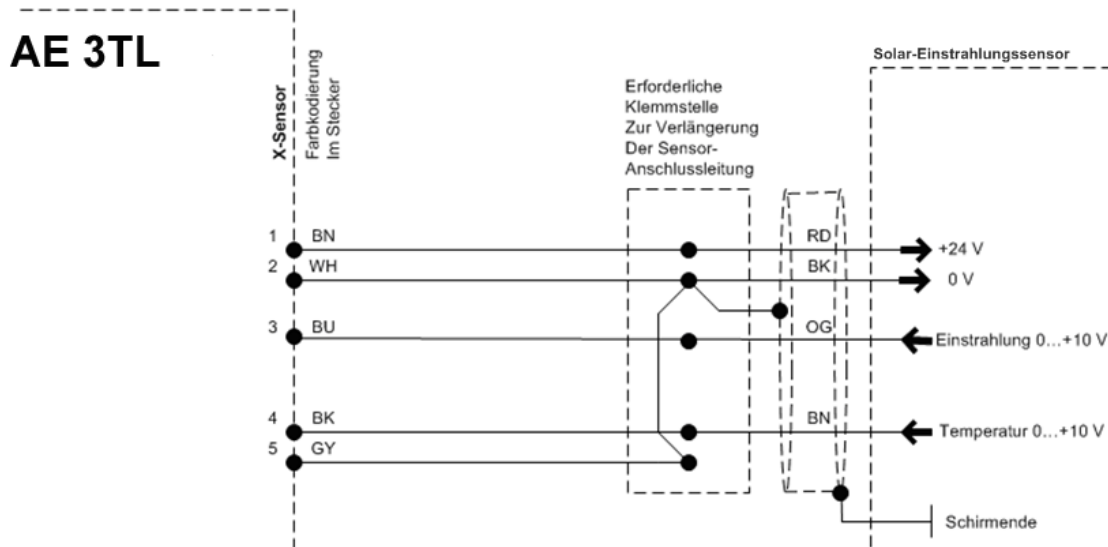 AE 3TL
X-Sensor
Farbkodierung
Im Stecker
Erforderliche
Klemmstelle
Zur Verlängerung
Der Sensor-
Anschlussleitung
Solar-Einstrahlungssensor
1 BN RD +24 V
2 WH BK 0 V
3 BU OG Einstrahlung 0...+10 V
4 BK BN Temperatur 0...+10 V
5 GY
Schirmende